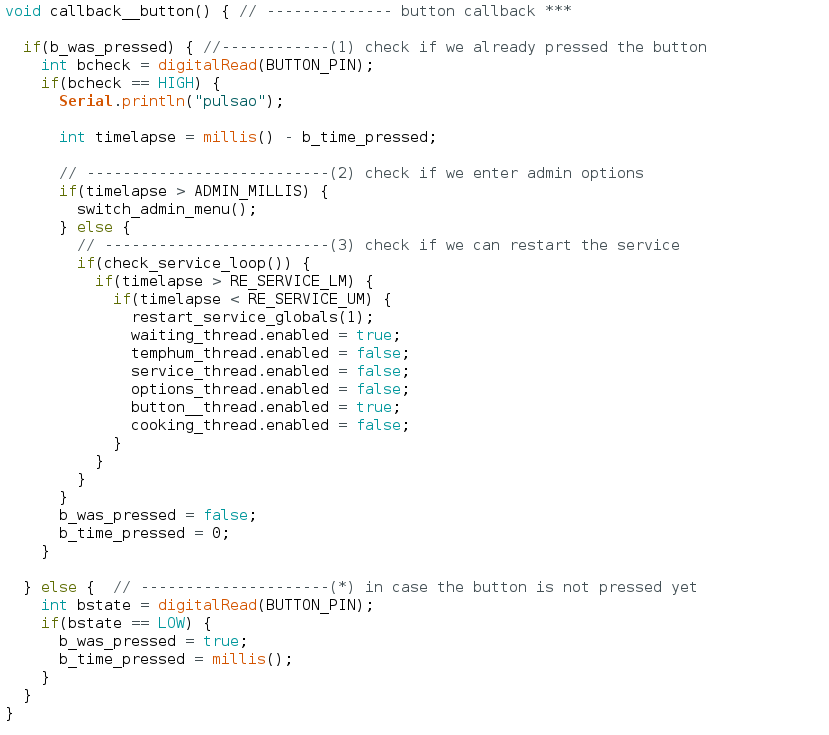 void callback__button() { // -------------- button callback ***
if(b_was_pressed) { //------------(1) check if we already pressed the button
int bcheck = digitalRead(BUTTON_PIN);
if(bcheck == HIGH) {
Serial.println("pulsao");
int timelapse = millis() - b_time_pressed;
// ---------------------------(2) check if we enter admin options
if(timelapse > ADMIN_MILLIS) {
switch_admin_menu();
} else {
// -------------------------(3) check if we can restart the service
if(check_service_loop()) {
if(timelapse > RE_SERVICE_LM) {
if(timelapse < RE_SERVICE_UM) {
restart_service_globals(1);
waiting_thread.enabled = true;
temphum_thread.enabled = false;
service_thread.enabled = false;
options_thread.enabled = false;
button__thread.enabled = true;
cooking_thread.enabled = false;
}
}
}
}
b_was_pressed = false;
b_time_pressed = 0;
}
} else {  // ---------------------(*) in case the button is not pressed yet
int bstate = digitalRead(BUTTON_PIN);
if(bstate == LOW) {
b_was_pressed = true;
b_time_pressed = millis();
}
}
}